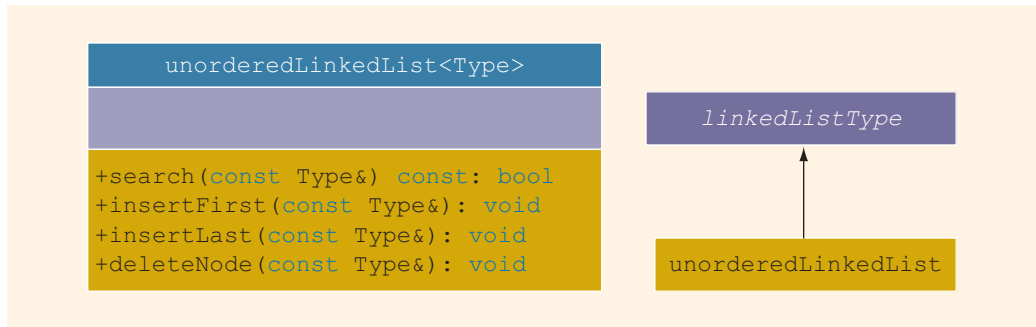 unorderedLinkedList<Type>
+search(const Type&) const: bool
+insertFirst(const Type&): void
+insertLast(const Type&): void
+deleteNode(const Type&): void
linkedListType
unorderedLinkedList